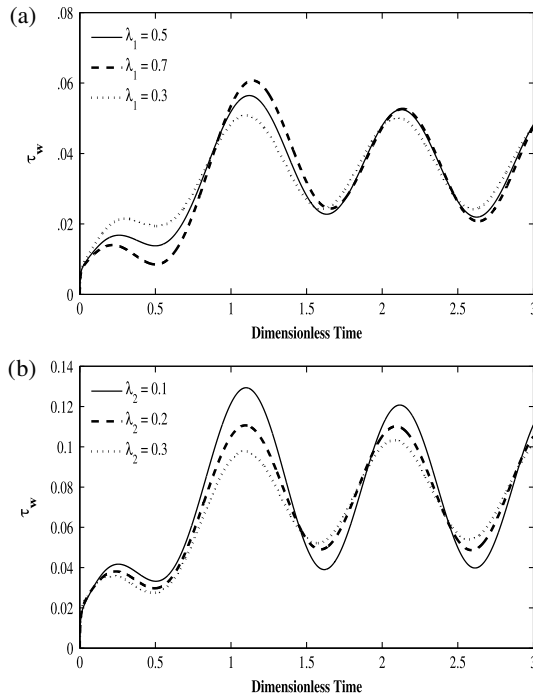 (a)
.08
λ1 = 0.5
λ1 = 0.7
λ1 = 0.3
.06
τw
.04
.02
0
0 0.5 1 1.5 2 2.5 3
Dimensionless Time
(b)
0.14
λ2 = 0.1
λ2 = 0.2
λ2 = 0.3
0.12
0.1
0.08
τw
0.06
0.04
0.02
0
0 0.5 1 1.5 2 2.5 3
Dimensionless Time